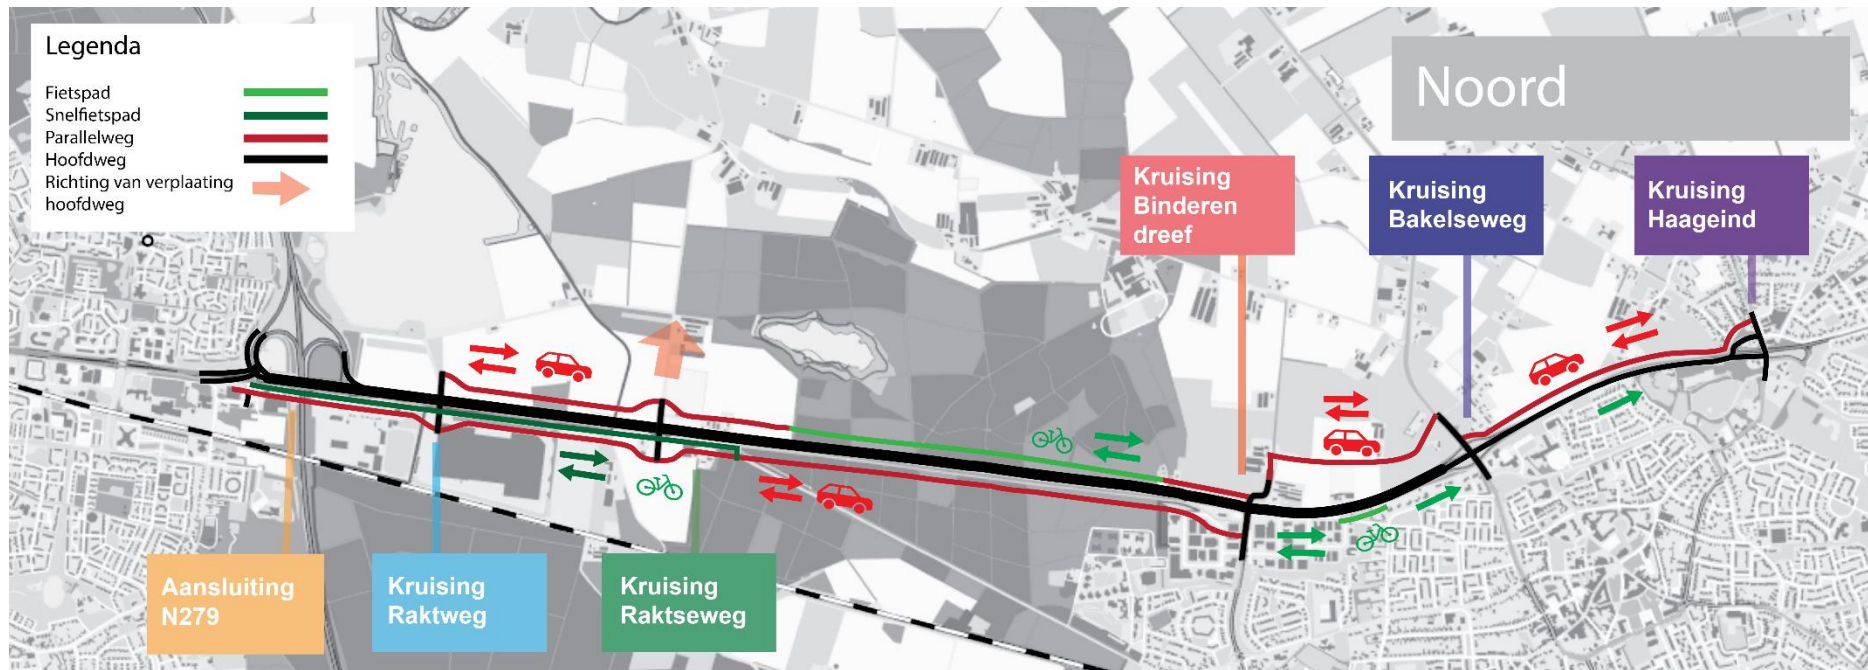 Legenda
Fietspad
Snelfietspad
Parallelweg
Hoofdweg
Richting van verplaating
hoofdweg
Noord
Kruising
Binderen
dreef
Kruising
Bakelseweg
Kruising
Haageind
Aansluiting
N279
Kruising
Raktweg
Kruising
Raktseweg